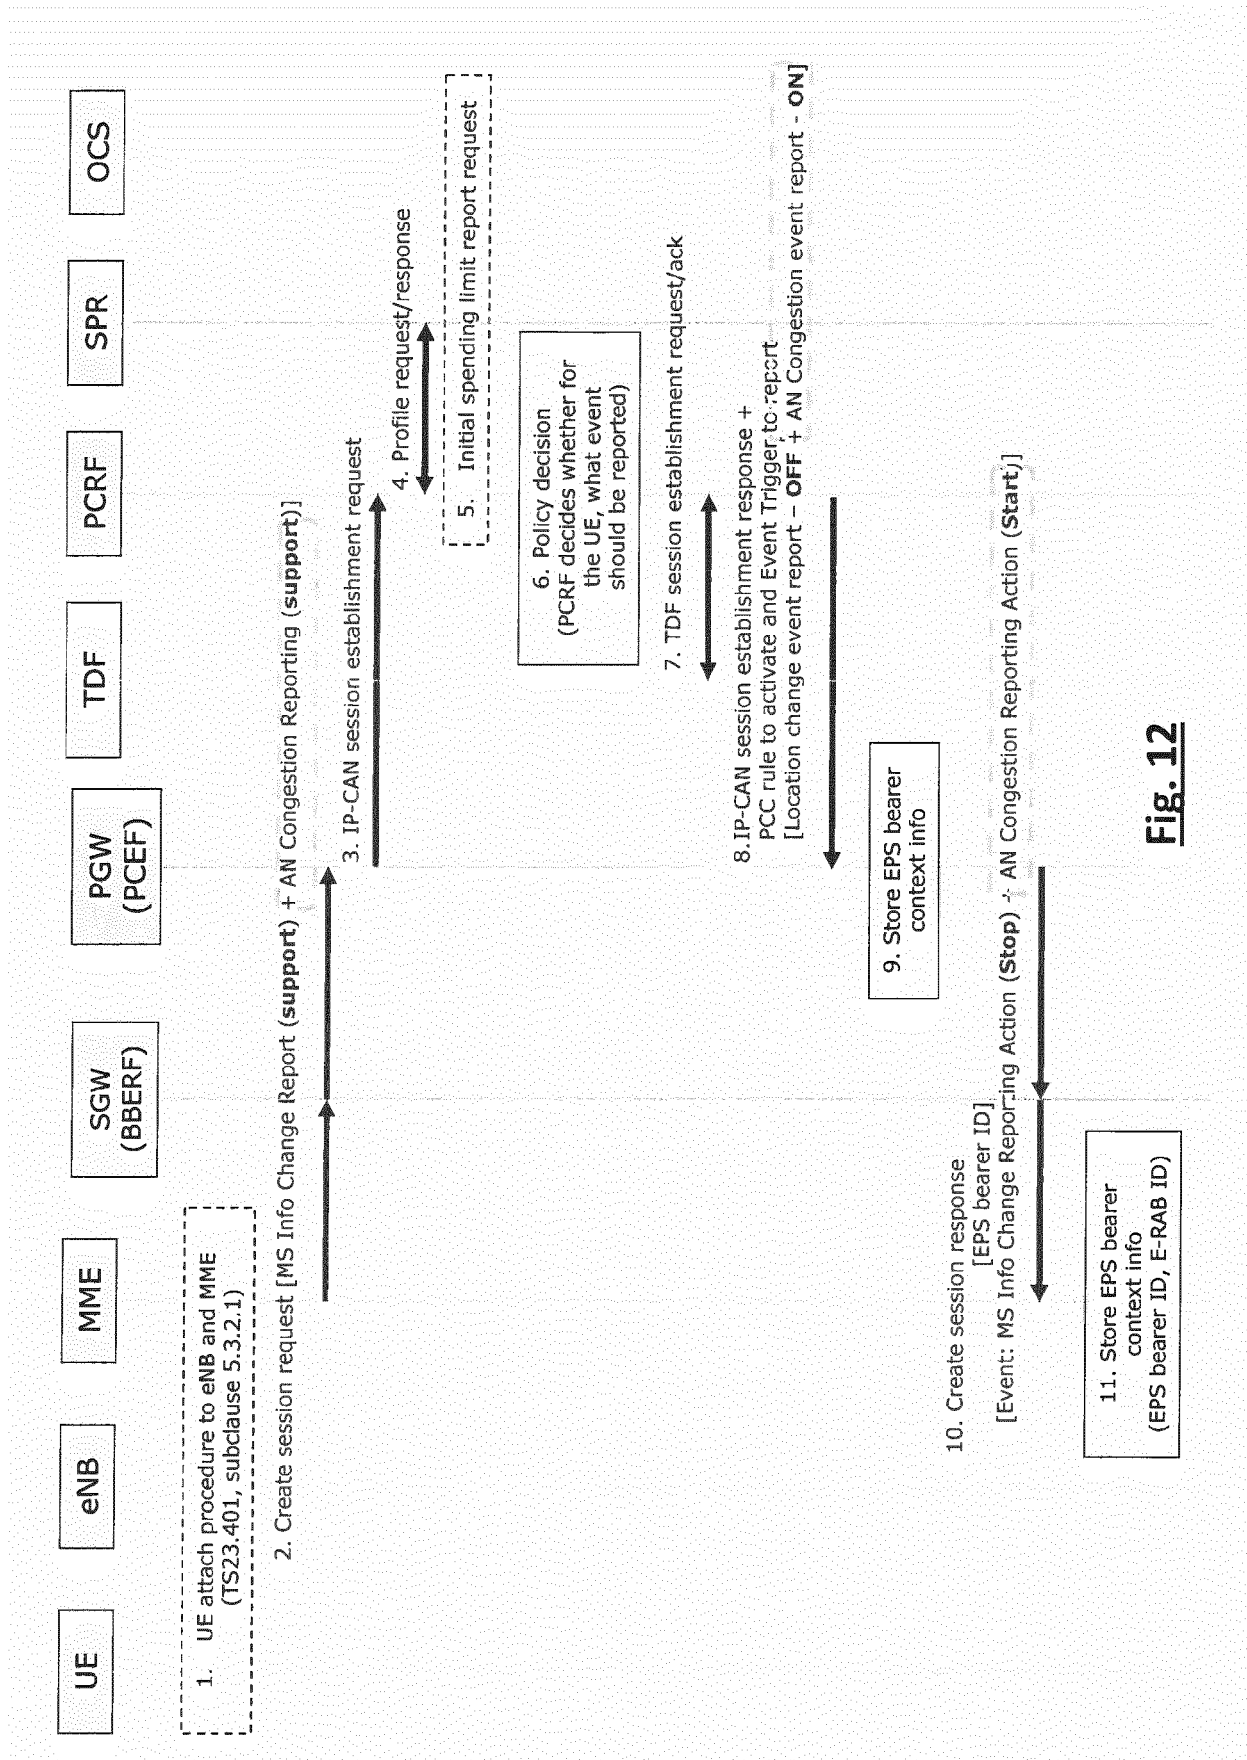 UE
eNB
MME
SGW
(BBERF)
PGW
(PCEF)
TDF
PCRF
SPR
OCS
1. UE attach procedure to eNB and MME
(TS23.401, subclause 5.3.2.1)
2. Create session request [MS Info Change Report (support) + AN Congestion Reporting (support)]
3. IP-CAN session establishment request
4. Profile request/response
5. Initial spending limit report request
6. Policy decision
(PCRF decides whether for
the UE, what event
should be reported)
7. TDF session establishment request/ack
8.IP-CAN session establishment response +
PCC rule to activate and Event Trigger to report
[Location change event report – OFF + AN Congestion event report - ON]
9. Store EPS bearer
context info
10. Create session response
[EPS bearer ID]
[Event: MS Info Change Reporting Action (Stop) + AN Congestion Reporting Action (Start)]
11. Store EPS bearer
context info
(EPS bearer ID, E-RAB ID)
Fig. 12